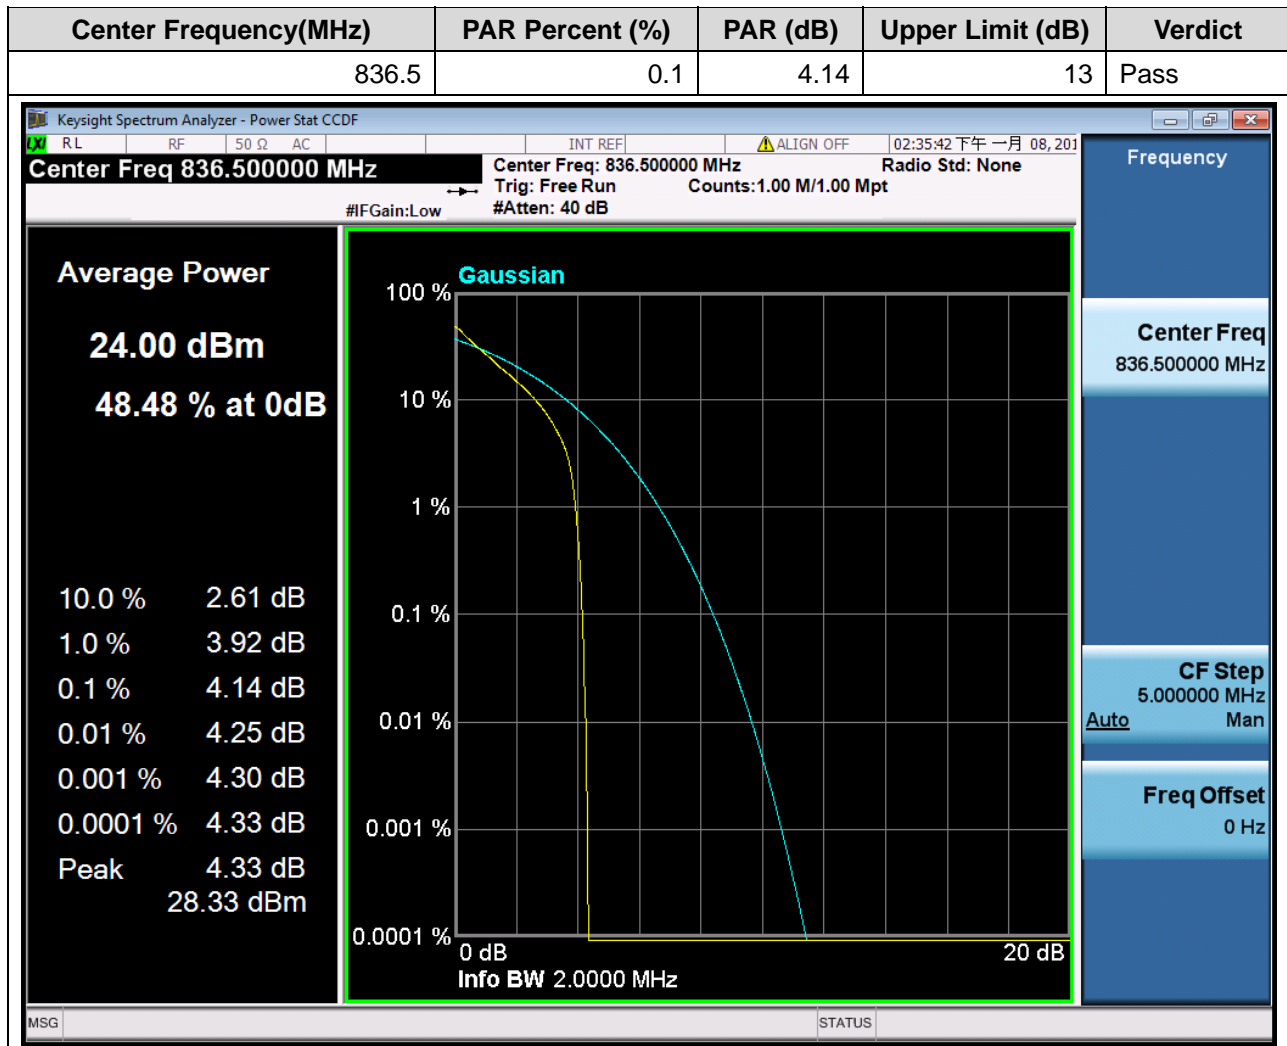 Center Frequency(MHz) PAR Percent (%) PAR (dB) Upper Limit (dB) Verdict
836.5 0.1 4.14 13 Pass
Keysight Spectrum Analyzer - Power Stat CCDF
LXI RL RF 50 Ω AC INT REF ALIGN OFF 02:35:42 下午 一月 08, 201
Center Freq 836.500000 MHz
Center Freq: 836.500000 MHz Radio Std: None
Trig: Free Run Counts:1.00 M/1.00 Mpt
#IFGain:Low #Atten: 40 dB
Average Power
24.00 dBm
48.48 % at 0dB
10.0 % 2.61 dB
1.0 % 3.92 dB
0.1 % 4.14 dB
0.01 % 4.25 dB
0.001 % 4.30 dB
0.0001 % 4.33 dB
Peak 4.33 dB
28.33 dBm
Gaussian
100 %
10 %
1 %
0.1 %
0.01 %
0.001 %
0.0001 %
0 dB 20 dB
Info BW 2.0000 MHz
Frequency
Center Freq
836.500000 MHz
CF Step
5.000000 MHz
Auto Man
Freq Offset
0 Hz
MSG STATUS